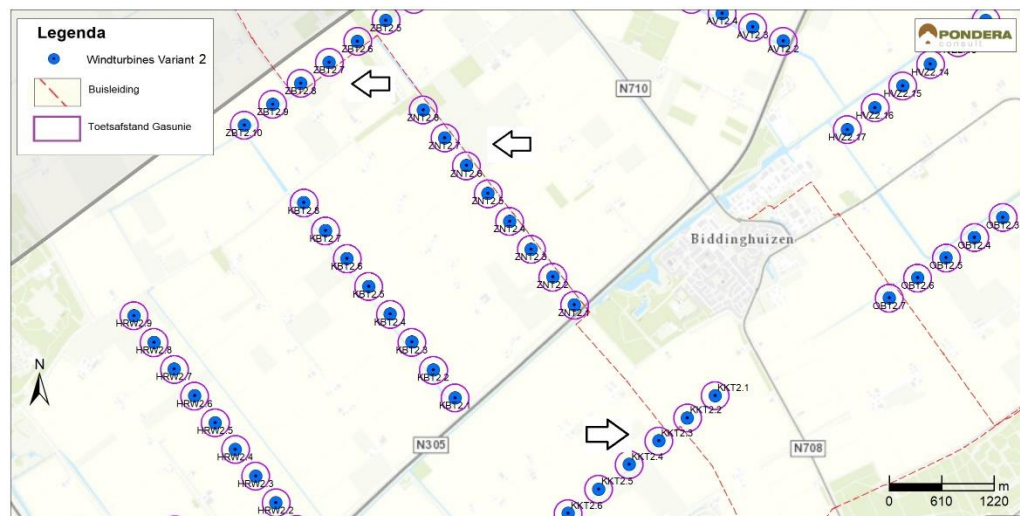 Legenda
Windturbines Variant 2
Buisleiding
Toetsafstand Gasunie
PONDERA
consult
ZBT2.5
ZBT2.6
ZBT2.7
ZBT2.8
ZBT2.9
ZBT2.10
AVT2.4
AVT2.3
AVT2.2
HVZ2.14
HVZ2.15
HVZ2.16
HVZ2.17
N710
ZNT2.8
ZNT2.7
ZNT2.6
ZNT2.5
ZNT2.4
ZNT2.3
ZNT2.2
ZNT2.1
Biddinghuizen
OBT2.3
OBT2.4
OBT2.5
OBT2.6
OBT2.7
KBT2.8
KBT2.7
KBT2.6
KBT2.5
KBT2.4
KBT2.3
KBT2.2
KBT2.1
HRW2.9
HRW2.8
HRW2.7
HRW2.6
HRW2.5
HRW2.4
HRW2.3
HRW2.2
N
N305
KKT2.1
KKT2.2
KKT2.3
KKT2.4
KKT2.5
KKT2.6
N708
m
0 610 1220